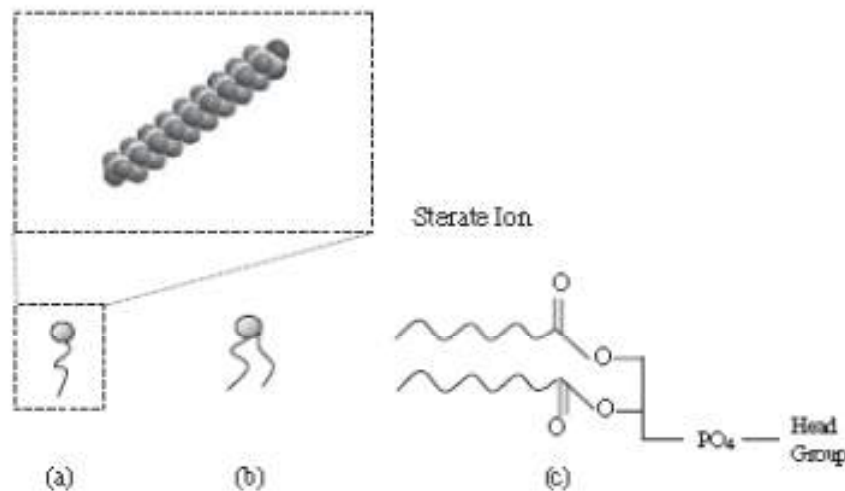 Sterate Ion
O
O
O
O
PO₄
Head
Group
(a)
(b)
(c)